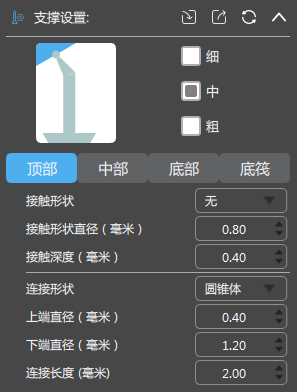 支撑设置:
细
中
粗
顶部 中部 底部 底筏
接触形状 无
接触形状直径 ( 毫米 ) 0.80
接触深度 ( 毫米 ) 0.40
连接形状 圆锥体
上端直径 ( 毫米 ) 0.40
下端直径 ( 毫米 ) 1.20
连接长度 (毫米) 2.00